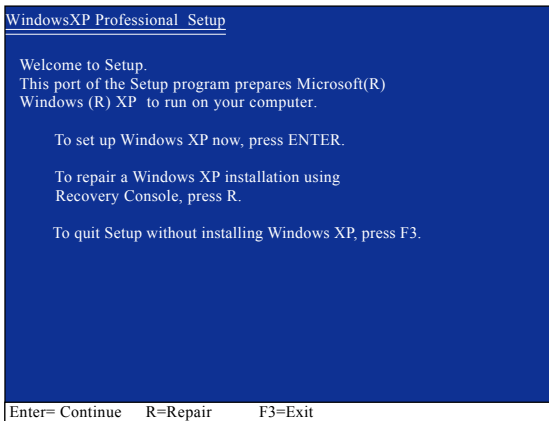 WindowsXP Professional Setup
Welcome to Setup.
This port of the Setup program prepares Microsoft(R)
Windows (R) XP to run on your computer.
To set up Windows XP now, press ENTER.
To repair a Windows XP installation using
Recovery Console, press R.
To quit Setup without installing Windows XP, press F3.
Enter= Continue R=Repair F3=Exit